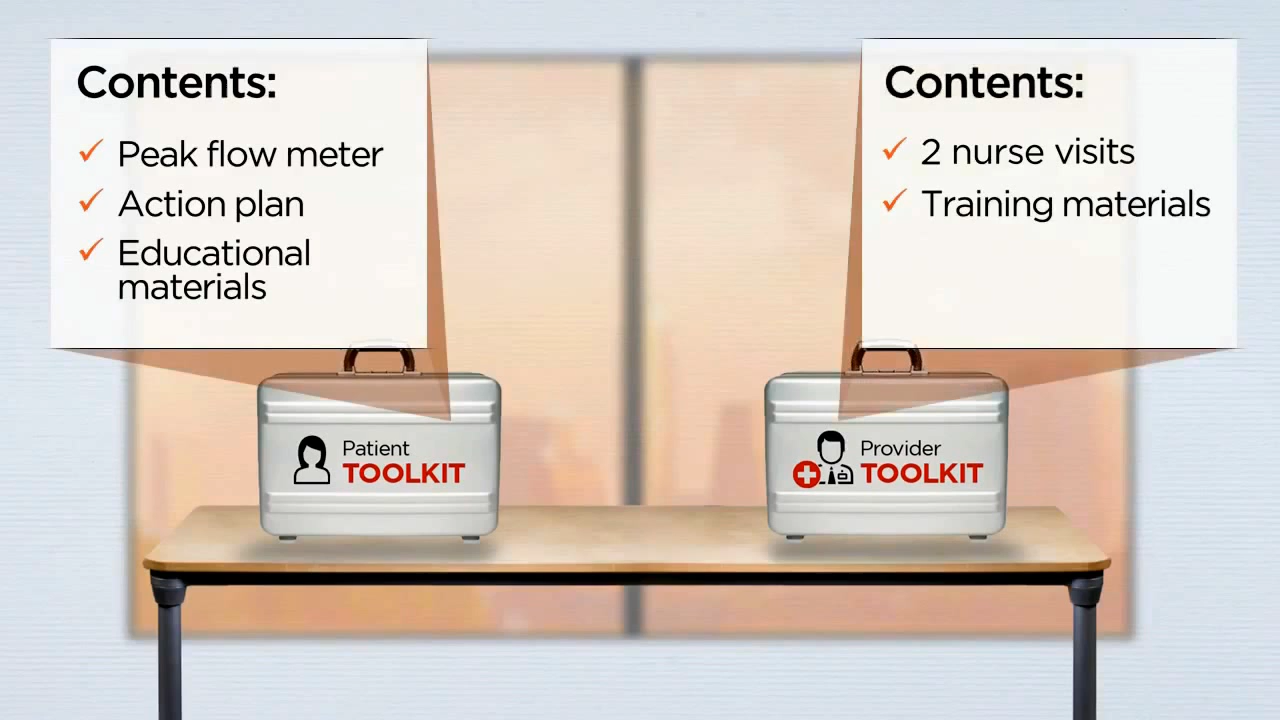 Contents:
Peak flow meter
Action plan
Educational
materials
Contents:
2 nurse visits
Training materials
Patient
TOOLKIT
Provider
TOOLKIT